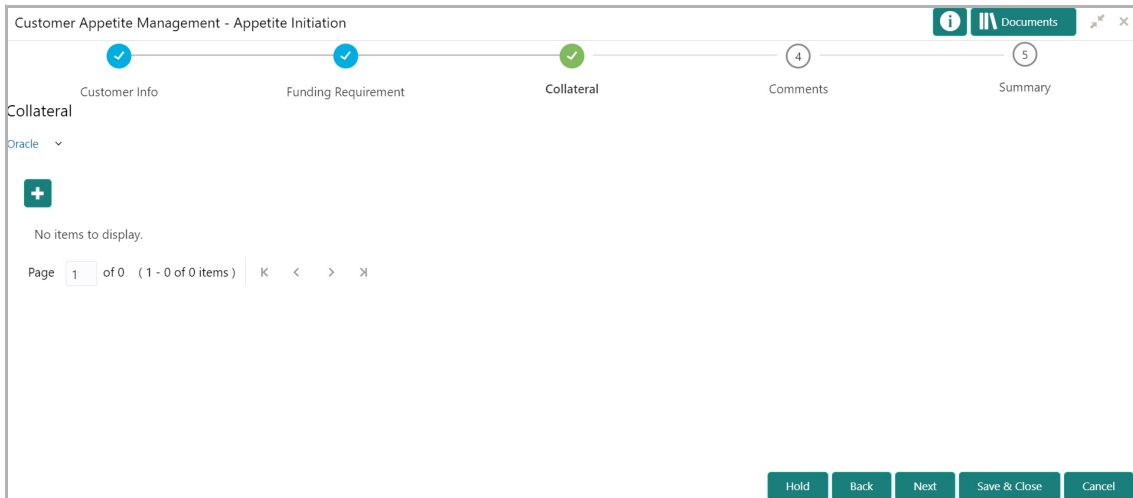 Customer Appetite Management - Appetite Initiation
i Documents
4 5
Customer Info Funding Requirement Collateral Comments Summary
Collateral
Oracle
No items to display.
Page 1 of 0 ( 1 - 0 of 0 items )
Hold Back Next Save & Close Cancel